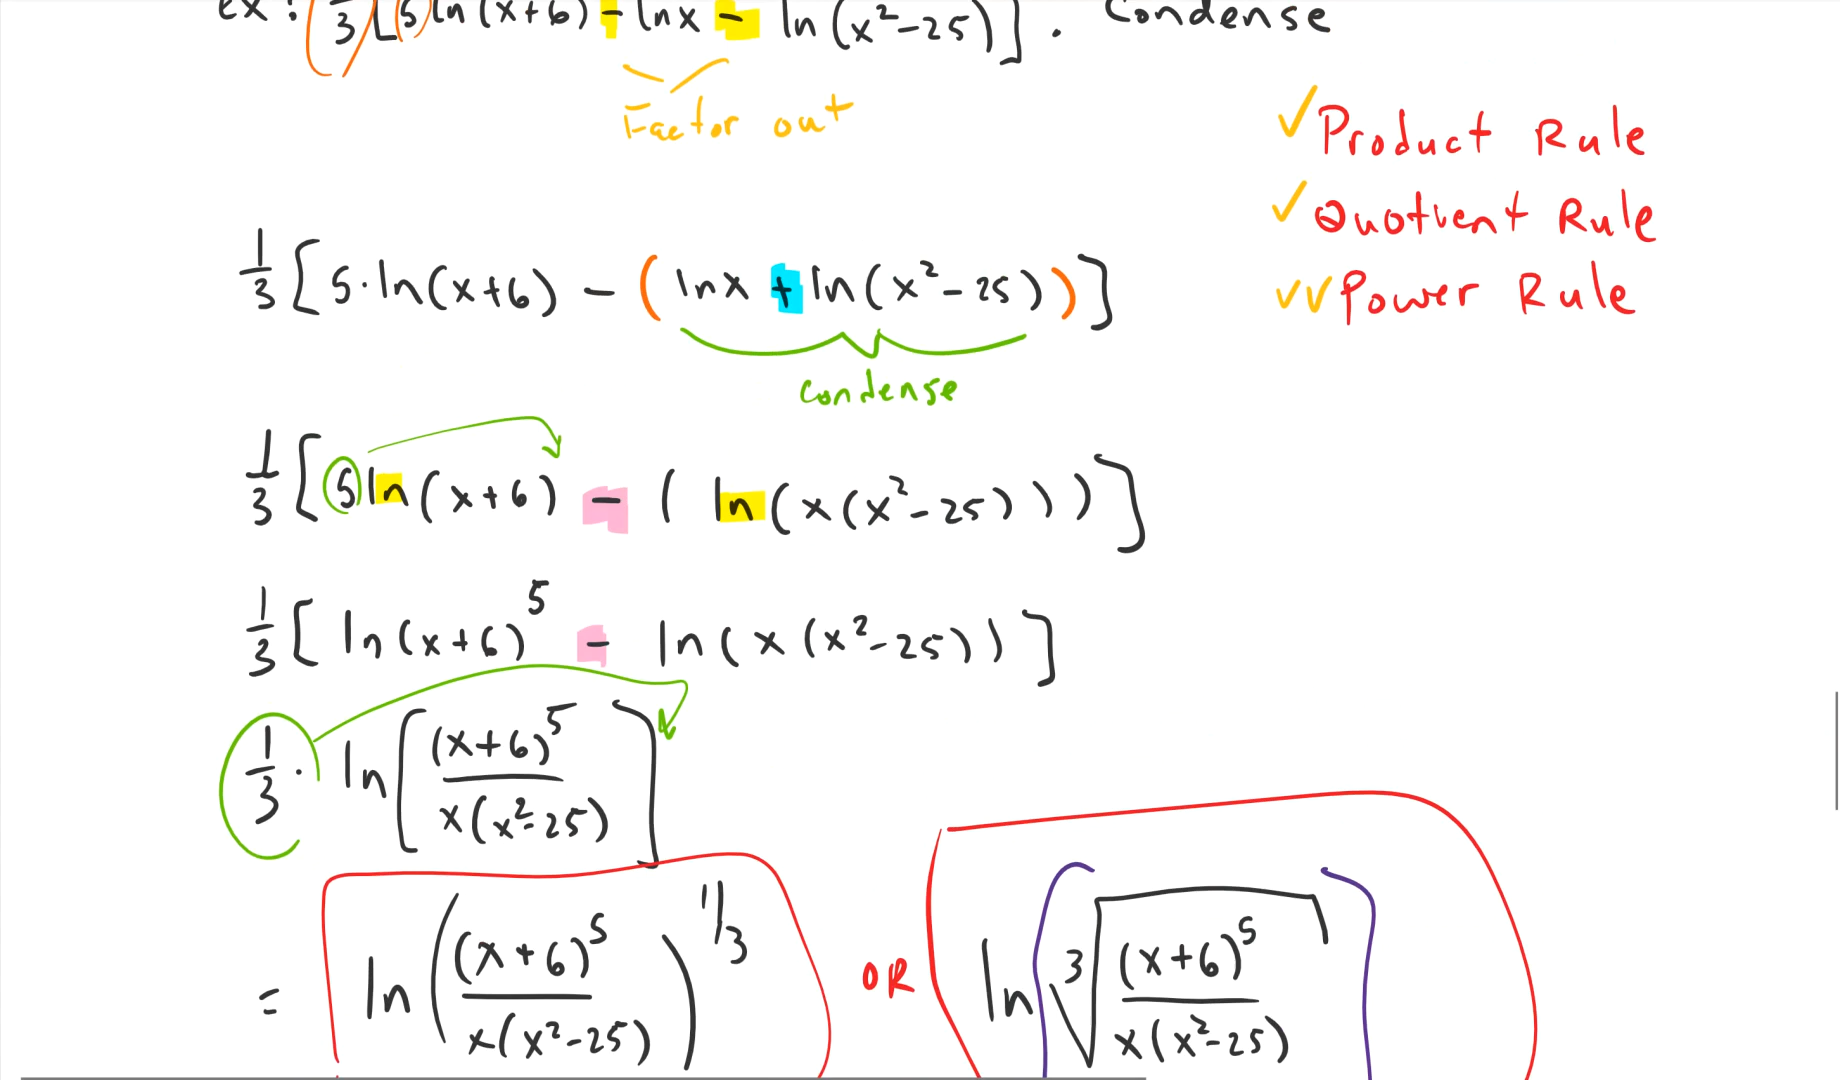 ex: 1/3 [5 ln(x+6) - ln x - ln(x²-25)]. Condense
Factor out
✓ Product Rule
✓ Quotient Rule
✓✓ Power Rule
1/3 [5·ln(x+6) - (ln x + ln(x²-25))]
Condense
1/3 [5 ln(x+6) - (ln(x(x²-25)))]
1/3 [ln(x+6)⁵ - ln(x(x²-25))]
1/3 · ln[(x+6)⁵ / x(x²-25)]
= ln((x+6)⁵ / x(x²-25))^1/3 OR ln(∛((x+6)⁵ / x(x²-25)))